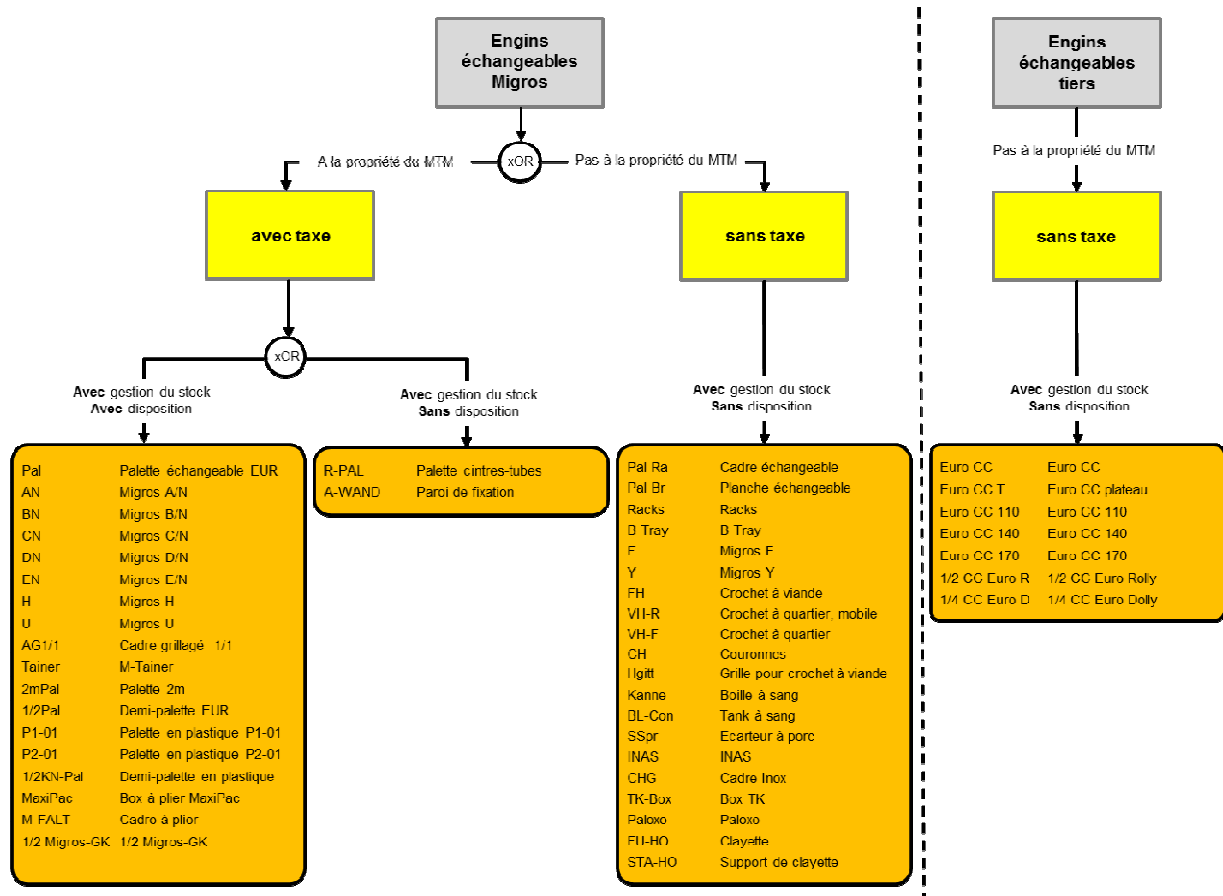 Engins
échangeables
Migros
Engins
échangeables
tiers
A la propriété du MTM
xOR
Pas à la propriété du MTM
Pas à la propriété du MTM
avec taxe
sans taxe
sans taxe
xOR
Avec gestion du stock
Avec disposition
Avec gestion du stock
Sans disposition
Avec gestion du stock
Sans disposition
Avec gestion du stock
Sans disposition
Pal Palette échangeable EUR
AN Migros A/N
BN Migros B/N
CN Migros C/N
DN Migros D/N
EN Migros E/N
H Migros H
U Migros U
AG1/1 Cadre grillagé 1/1
Tainer M-Tainer
2mPal Palette 2m
1/2Pal Demi-palette EUR
P1-01 Palette en plastique P1-01
P2-01 Palette en plastique P2-01
1/2KN-Pal Demi-palette en plastique
MaxiPac Box à plier MaxiPac
M-FALT Cadre à plier
1/2 Migros-GK 1/2 Migros-GK
R-PAL Palette cintres-tubes
A-WAND Paroi de fixation
Pal Ra Cadre échangeable
Pal Br Planche échangeable
Racks Racks
B Tray B Tray
F Migros F
Y Migros Y
FH Crochet à viande
VH-R Crochet à quartier, mobile
VH-F Crochet à quartier
CH Couronnes
Hgitt Grille pour crochet à viande
Kanne Boille à sang
BL-Con Tank à sang
SSpr Ecarteur à porc
INAS INAS
CHG Cadre Inox
TK-Box Box TK
Paloxe Paloxe
EU-HO Clayette
STA-HO Support de clayette
Euro CC Euro CC
Euro CC T Euro CC plateau
Euro CC 110 Euro CC 110
Euro CC 140 Euro CC 140
Euro CC 170 Euro CC 170
1/2 CC Euro R 1/2 CC Euro Rolly
1/4 CC Euro D 1/4 CC Euro Dolly